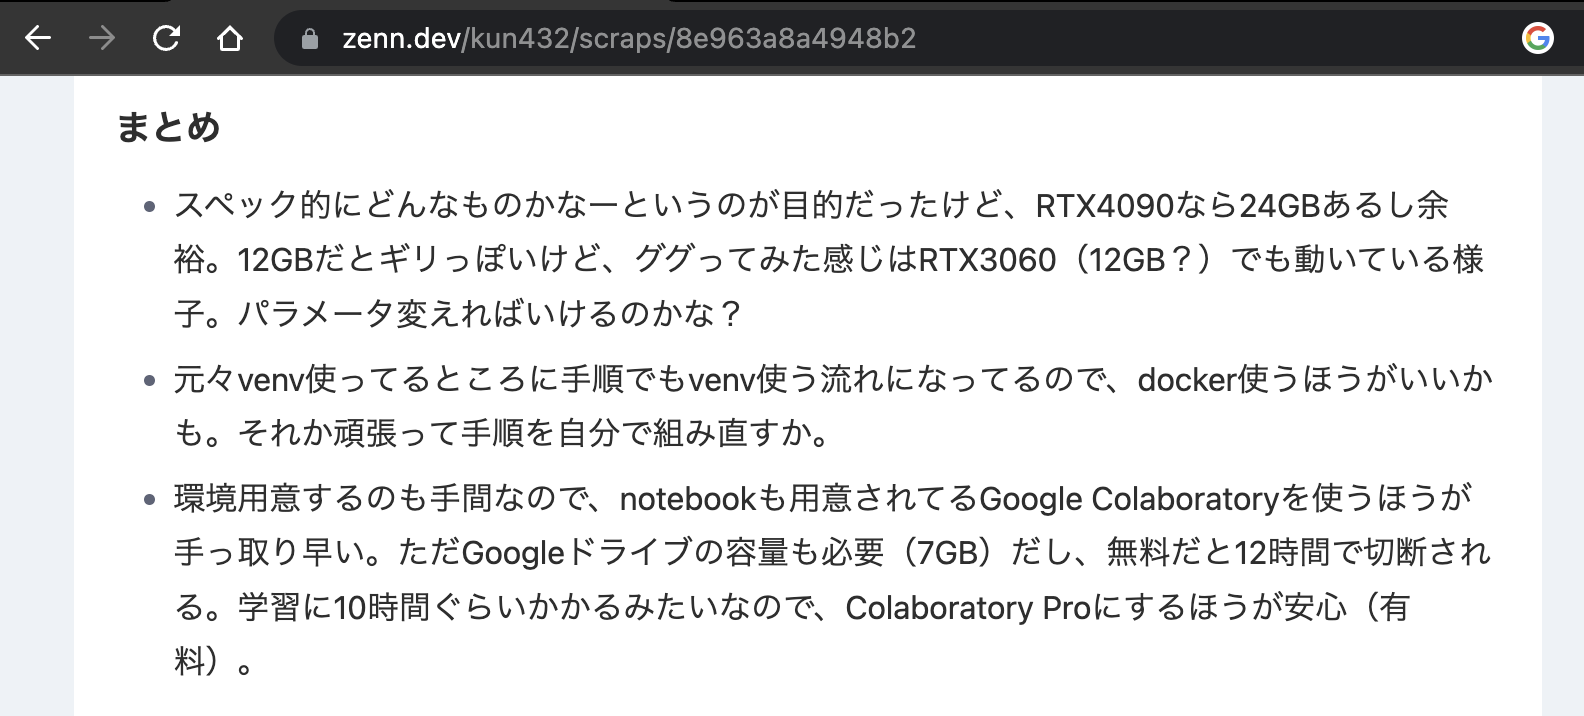 zenn.dev/kun432/scraps/8e963a8a4948b2
まとめ
スペック的にどんなものかなーというのが目的だったけど、RTX4090なら24GBあるし余
裕。12GBだとギリっぽいけど、ググってみた感じはRTX3060（12GB？）でも動いている様
子。パラメータ変えればいけるのかな？
元々venv使ってるところに手順でもvenv使う流れになってるので、docker使うほうがいいか
も。それか頑張って手順を自分で組み直すか。
環境用意するのも手間なので、notebookも用意されてるGoogle Colaboratoryを使うほうが
手っ取り早い。ただGoogleドライブの容量も必要（7GB）だし、無料だと12時間で切断され
る。学習に10時間ぐらいかかるみたいなので、Colaboratory Proにするほうが安心（有
料）。